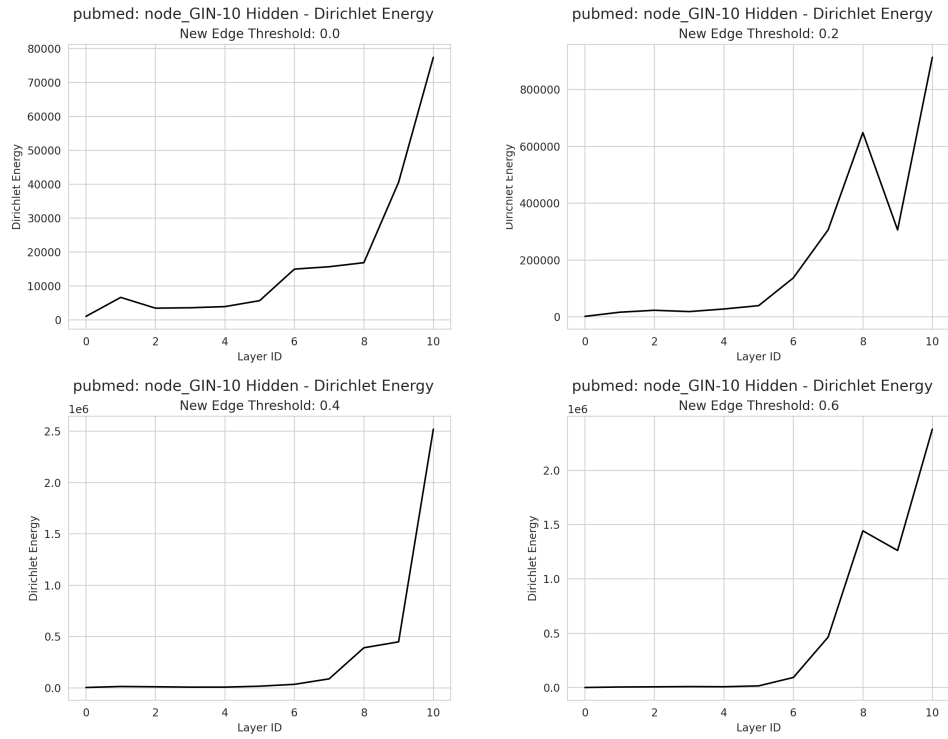 pubmed: node_GIN-10 Hidden - Dirichlet Energy
New Edge Threshold: 0.0
80000
70000
60000
50000
40000
30000
20000
10000
0
Dirichlet Energy
0 2 4 6 8 10
Layer ID
pubmed: node_GIN-10 Hidden - Dirichlet Energy
New Edge Threshold: 0.2
800000
600000
400000
200000
0
Dirichlet Energy
0 2 4 6 8 10
Layer ID
pubmed: node_GIN-10 Hidden - Dirichlet Energy
New Edge Threshold: 0.4
1e6
2.5
2.0
1.5
1.0
0.5
0.0
Dirichlet Energy
0 2 4 6 8 10
Layer ID
pubmed: node_GIN-10 Hidden - Dirichlet Energy
New Edge Threshold: 0.6
1e6
2.0
1.5
1.0
0.5
0.0
Dirichlet Energy
0 2 4 6 8 10
Layer ID